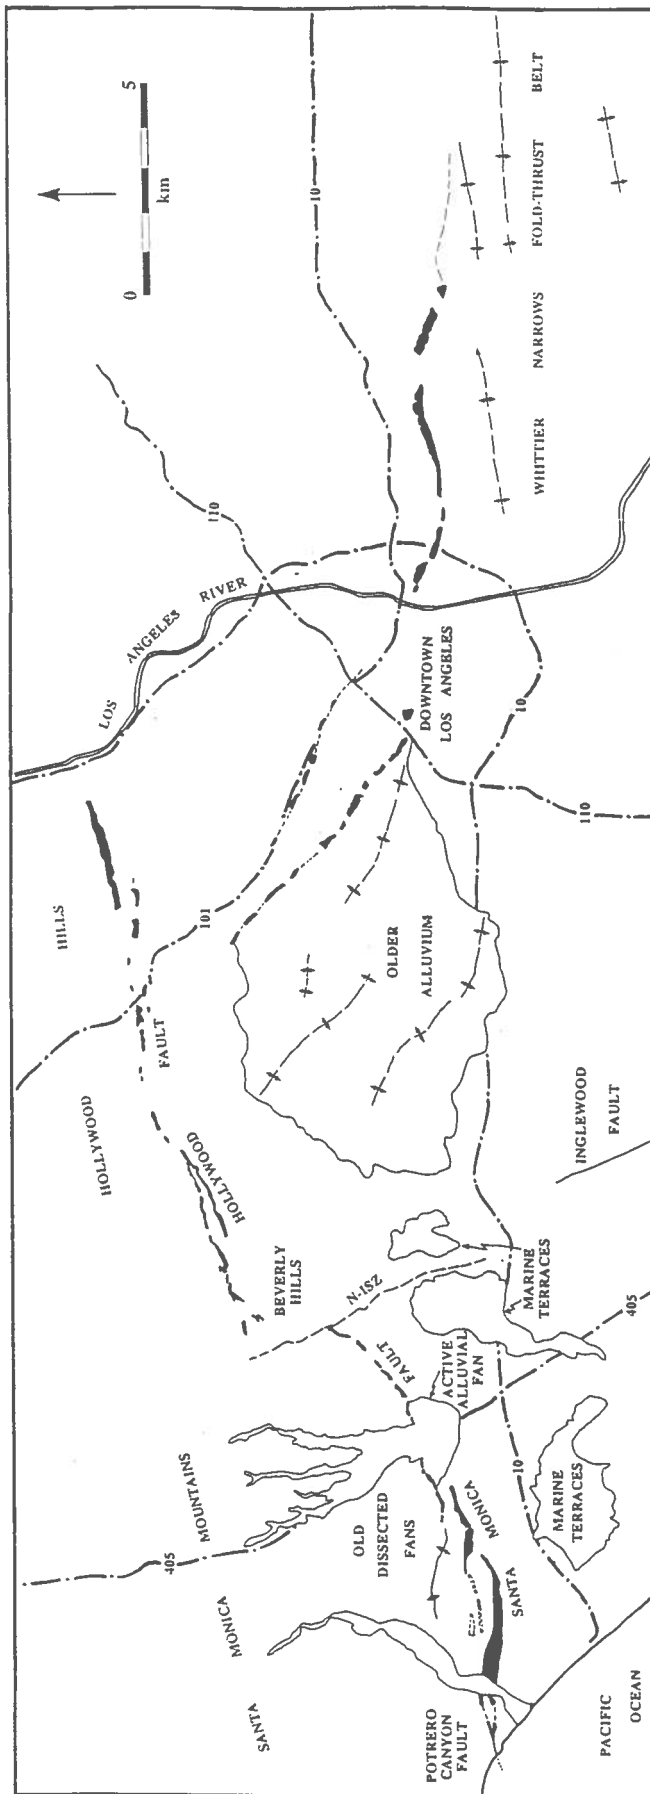 SANTA
MONICA
MOUNTAINS
405
HOLLYWOOD
HILLS
101
LOS
ANGELES
RIVER
110
10
0
5
km
POTRERO
CANYON
FAULT
OLD
DISSECTED
FANS
SANTA
MONICA
FAULT
ACTIVE
ALLUVIAL
FAN
BEVERLY
HILLS
N-ISZ
HOLLYWOOD
FAULT
OLDER
ALLUVIUM
DOWNTOWN
LOS ANGELES
WHITTIER
NARROWS
FOLD-THRUST
BELT
PACIFIC
OCEAN
MARINE
TERRACES
10
405
MARINE
TERRACES
INGLEWOOD
FAULT
110
10